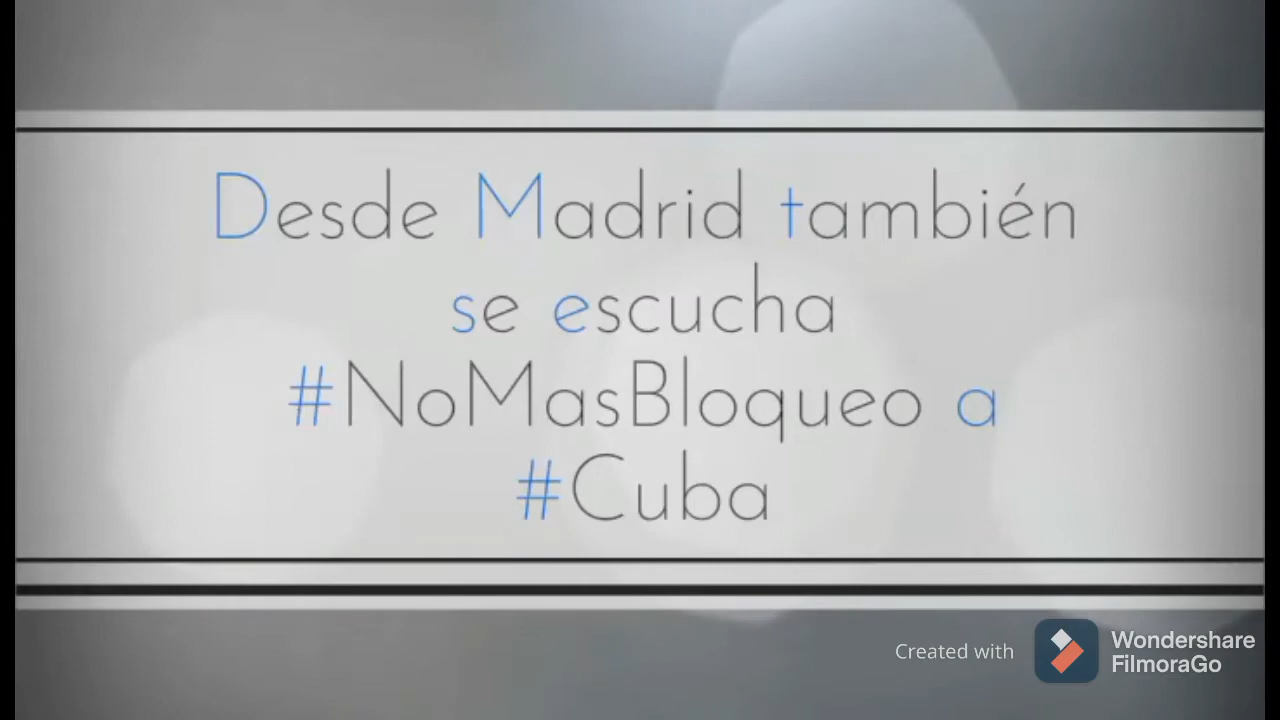 Desde Madrid también
se escucha
#NoMasBloqueo a
#Cuba
Created with
Wondershare
FilmoraGo